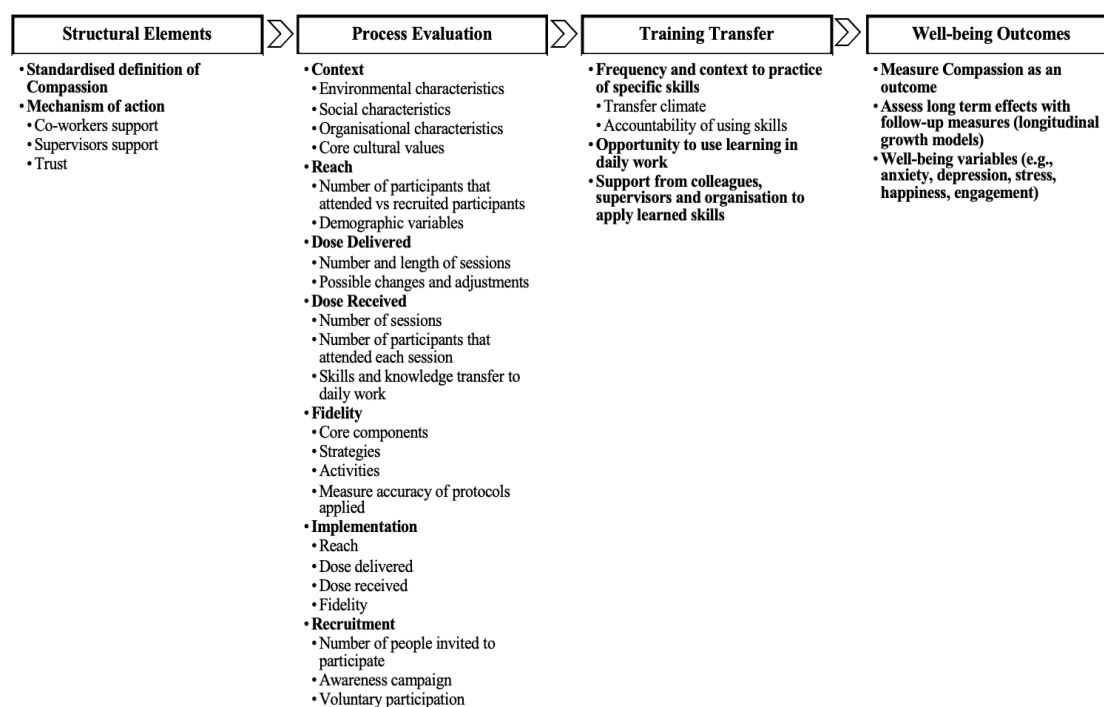 Structural Elements
Process Evaluation
Training Transfer
Well-being Outcomes
• Standardised definition of
Compassion
• Mechanism of action
• Co-workers support
• Supervisors support
• Trust
• Context
• Environmental characteristics
• Social characteristics
• Organisational characteristics
• Core cultural values
• Reach
• Number of participants that
attended vs recruited participants
• Demographic variables
• Dose Delivered
• Number and length of sessions
• Possible changes and adjustments
• Dose Received
• Number of sessions
• Number of participants that
attended each session
• Skills and knowledge transfer to
daily work
• Fidelity
• Core components
• Strategies
• Activities
• Measure accuracy of protocols
applied
• Implementation
• Reach
• Dose delivered
• Dose received
• Fidelity
• Recruitment
• Number of people invited to
participate
• Awareness campaign
• Voluntary participation
• Frequency and context to practice
of specific skills
• Transfer climate
• Accountability of using skills
• Opportunity to use learning in
daily work
• Support from colleagues,
supervisors and organisation to
apply learned skills
• Measure Compassion as an
outcome
• Assess long term effects with
follow-up measures (longitudinal
growth models)
• Well-being variables (e.g.,
anxiety, depression, stress,
happiness, engagement)